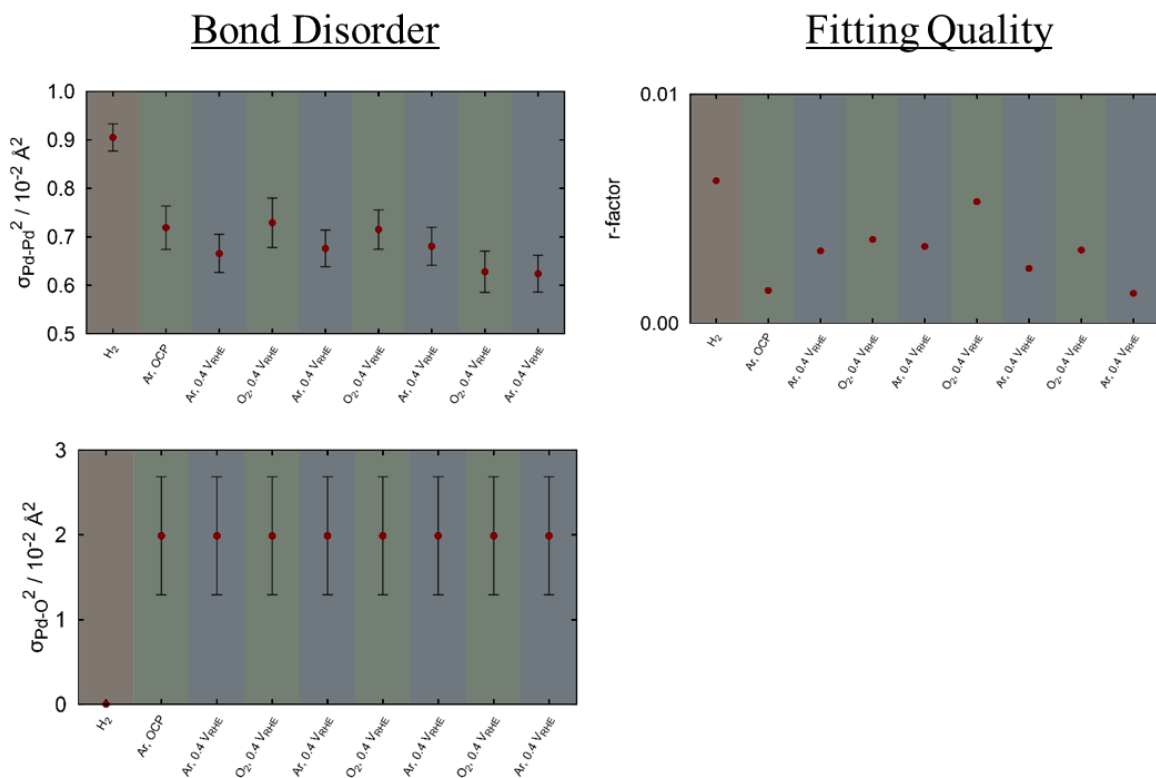 Bond Disorder
Fitting Quality
σPd-Pd² / 10⁻² Å²
1.0
0.9
0.8
0.7
0.6
0.5
H₂
Ar, OCP
Ar, 0.4 VRHE
O₂, 0.4 VRHE
Ar, 0.4 VRHE
O₂, 0.4 VRHE
Ar, 0.4 VRHE
O₂, 0.4 VRHE
Ar, 0.4 VRHE
r-factor
0.01
0.00
H₂
Ar, OCP
Ar, 0.4 VRHE
O₂, 0.4 VRHE
Ar, 0.4 VRHE
O₂, 0.4 VRHE
Ar, 0.4 VRHE
O₂, 0.4 VRHE
Ar, 0.4 VRHE
σPd-O² / 10⁻² Å²
3
2
1
0
H₂
Ar, OCP
Ar, 0.4 VRHE
O₂, 0.4 VRHE
Ar, 0.4 VRHE
O₂, 0.4 VRHE
Ar, 0.4 VRHE
O₂, 0.4 VRHE
Ar, 0.4 VRHE